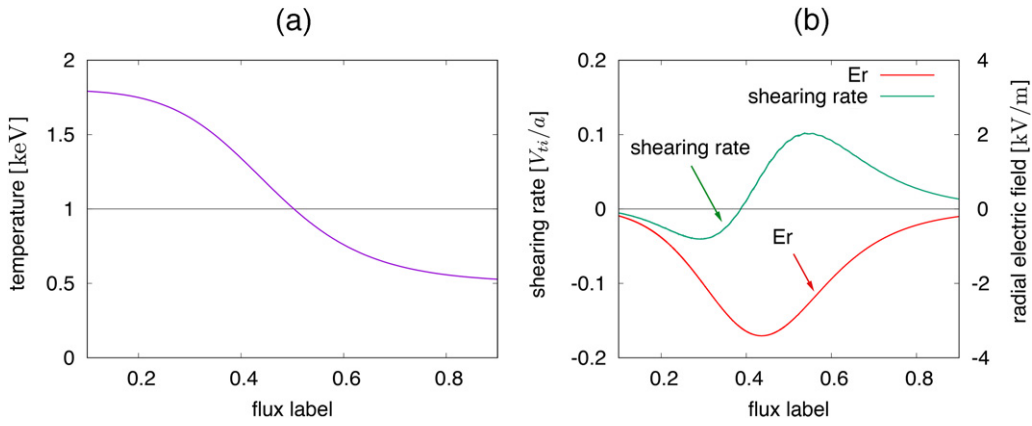 (a)
temperature [keV]
2
1.5
1
0.5
0
0.2
0.4
0.6
0.8
flux label
(b)
shearing rate [V_{ti}/a]
0.2
0.1
0
-0.1
-0.2
Er
shearing rate
shearing rate
Er
4
2
0
-2
-4
radial electric field [kV/m]
0.2
0.4
0.6
0.8
flux label